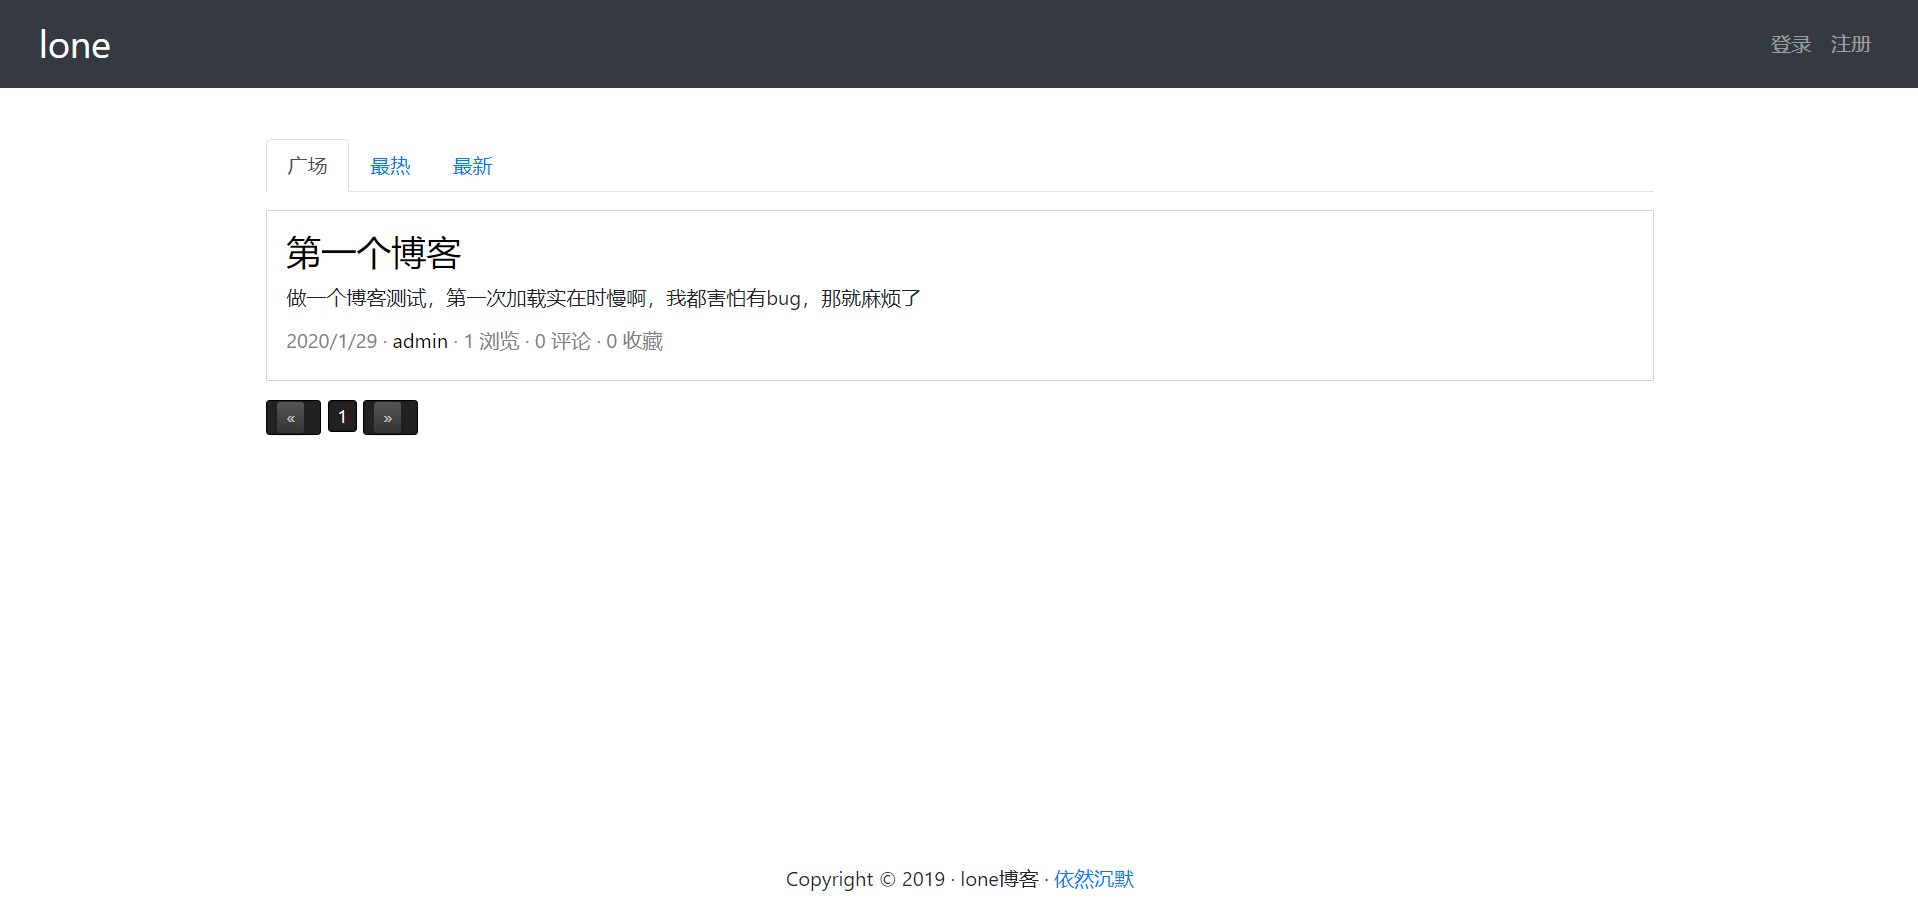 lone
登录 注册
广场 最热 最新
第一个博客
做一个博客测试，第一次加载实在时慢啊，我都害怕有bug，那就麻烦了
2020/1/29 · admin · 1 浏览 · 0 评论 · 0 收藏
« 1 »
Copyright © 2019 · lone博客 · 依然沉默